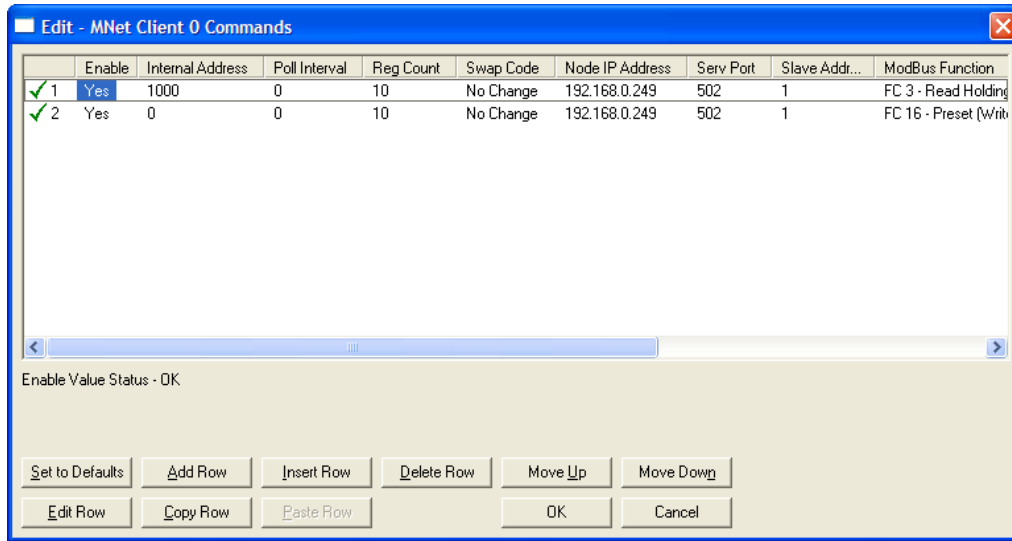 Edit - MNet Client 0 Commands
Enable Internal Address Poll Interval Reg Count Swap Code Node IP Address Serv Port Slave Addr... ModBus Function
1 Yes 1000 0 10 No Change 192.168.0.249 502 1 FC 3 - Read Holding
2 Yes 0 0 10 No Change 192.168.0.249 502 1 FC 16 - Preset (Writ
Enable Value Status - OK
Set to Defaults Add Row Insert Row Delete Row Move Up Move Down
Edit Row Copy Row Paste Row OK Cancel